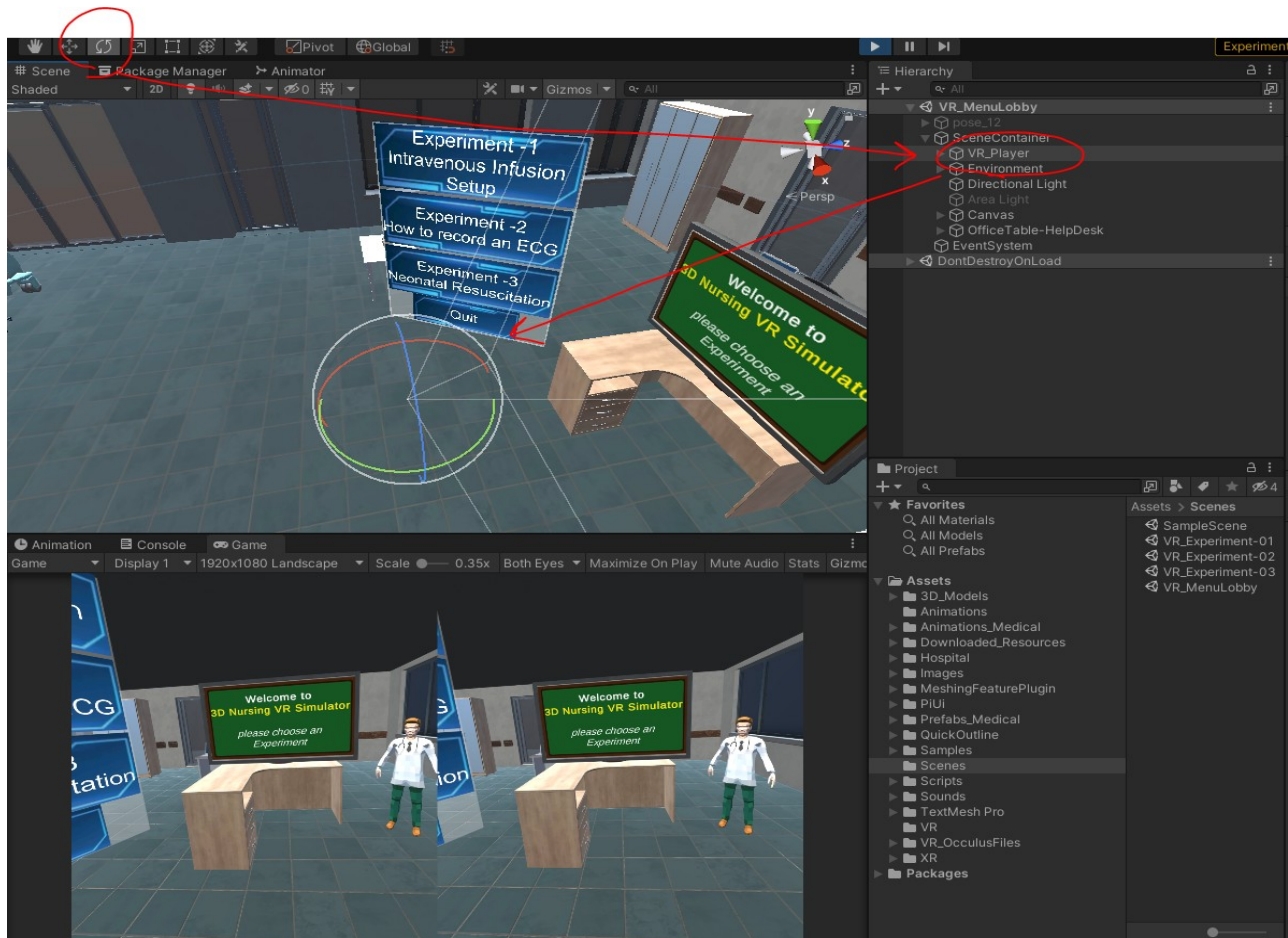 Pivot
Global
Experiment
Scene
Package Manager
Animator
Shaded
2D
0
Gizmos
All
Experiment -1
Intravenous Infusion
Setup
Experiment -2
How to record an ECG
Experiment -3
Neonatal Resuscitation
Quit
y
z
x
Persp
Welcome to
3D Nursing VR Simulato
please choose an
Experiment
Hierarchy
All
VR_MenuLobby
pose_12
SceneContainer
VR_Player
Environment
Directional Light
Area Light
Canvas
OfficeTable-HelpDesk
EventSystem
DontDestroyOnLoad
Project
4
Favorites
All Materials
All Models
All Prefabs
Assets
3D_Models
Animations
Animations_Medical
Downloaded_Resources
Hospital
Images
MeshingFeaturePlugin
PiUi
Prefabs_Medical
QuickOutline
Samples
Scenes
Scripts
Sounds
TextMesh Pro
VR
VR_OcculusFiles
XR
Packages
Assets > Scenes
SampleScene
VR_Experiment-01
VR_Experiment-02
VR_Experiment-03
VR_MenuLobby
Animation
Console
Game
Game
Display 1
1920x1080 Landscape
Scale
0.35x
Both Eyes
Maximize On Play
Mute Audio
Stats
Gizmo
CG
tation
Welcome to
3D Nursing VR Simulator
please choose an
Experiment
ion
Welcome to
3D Nursing VR Simulator
please choose an
Experiment